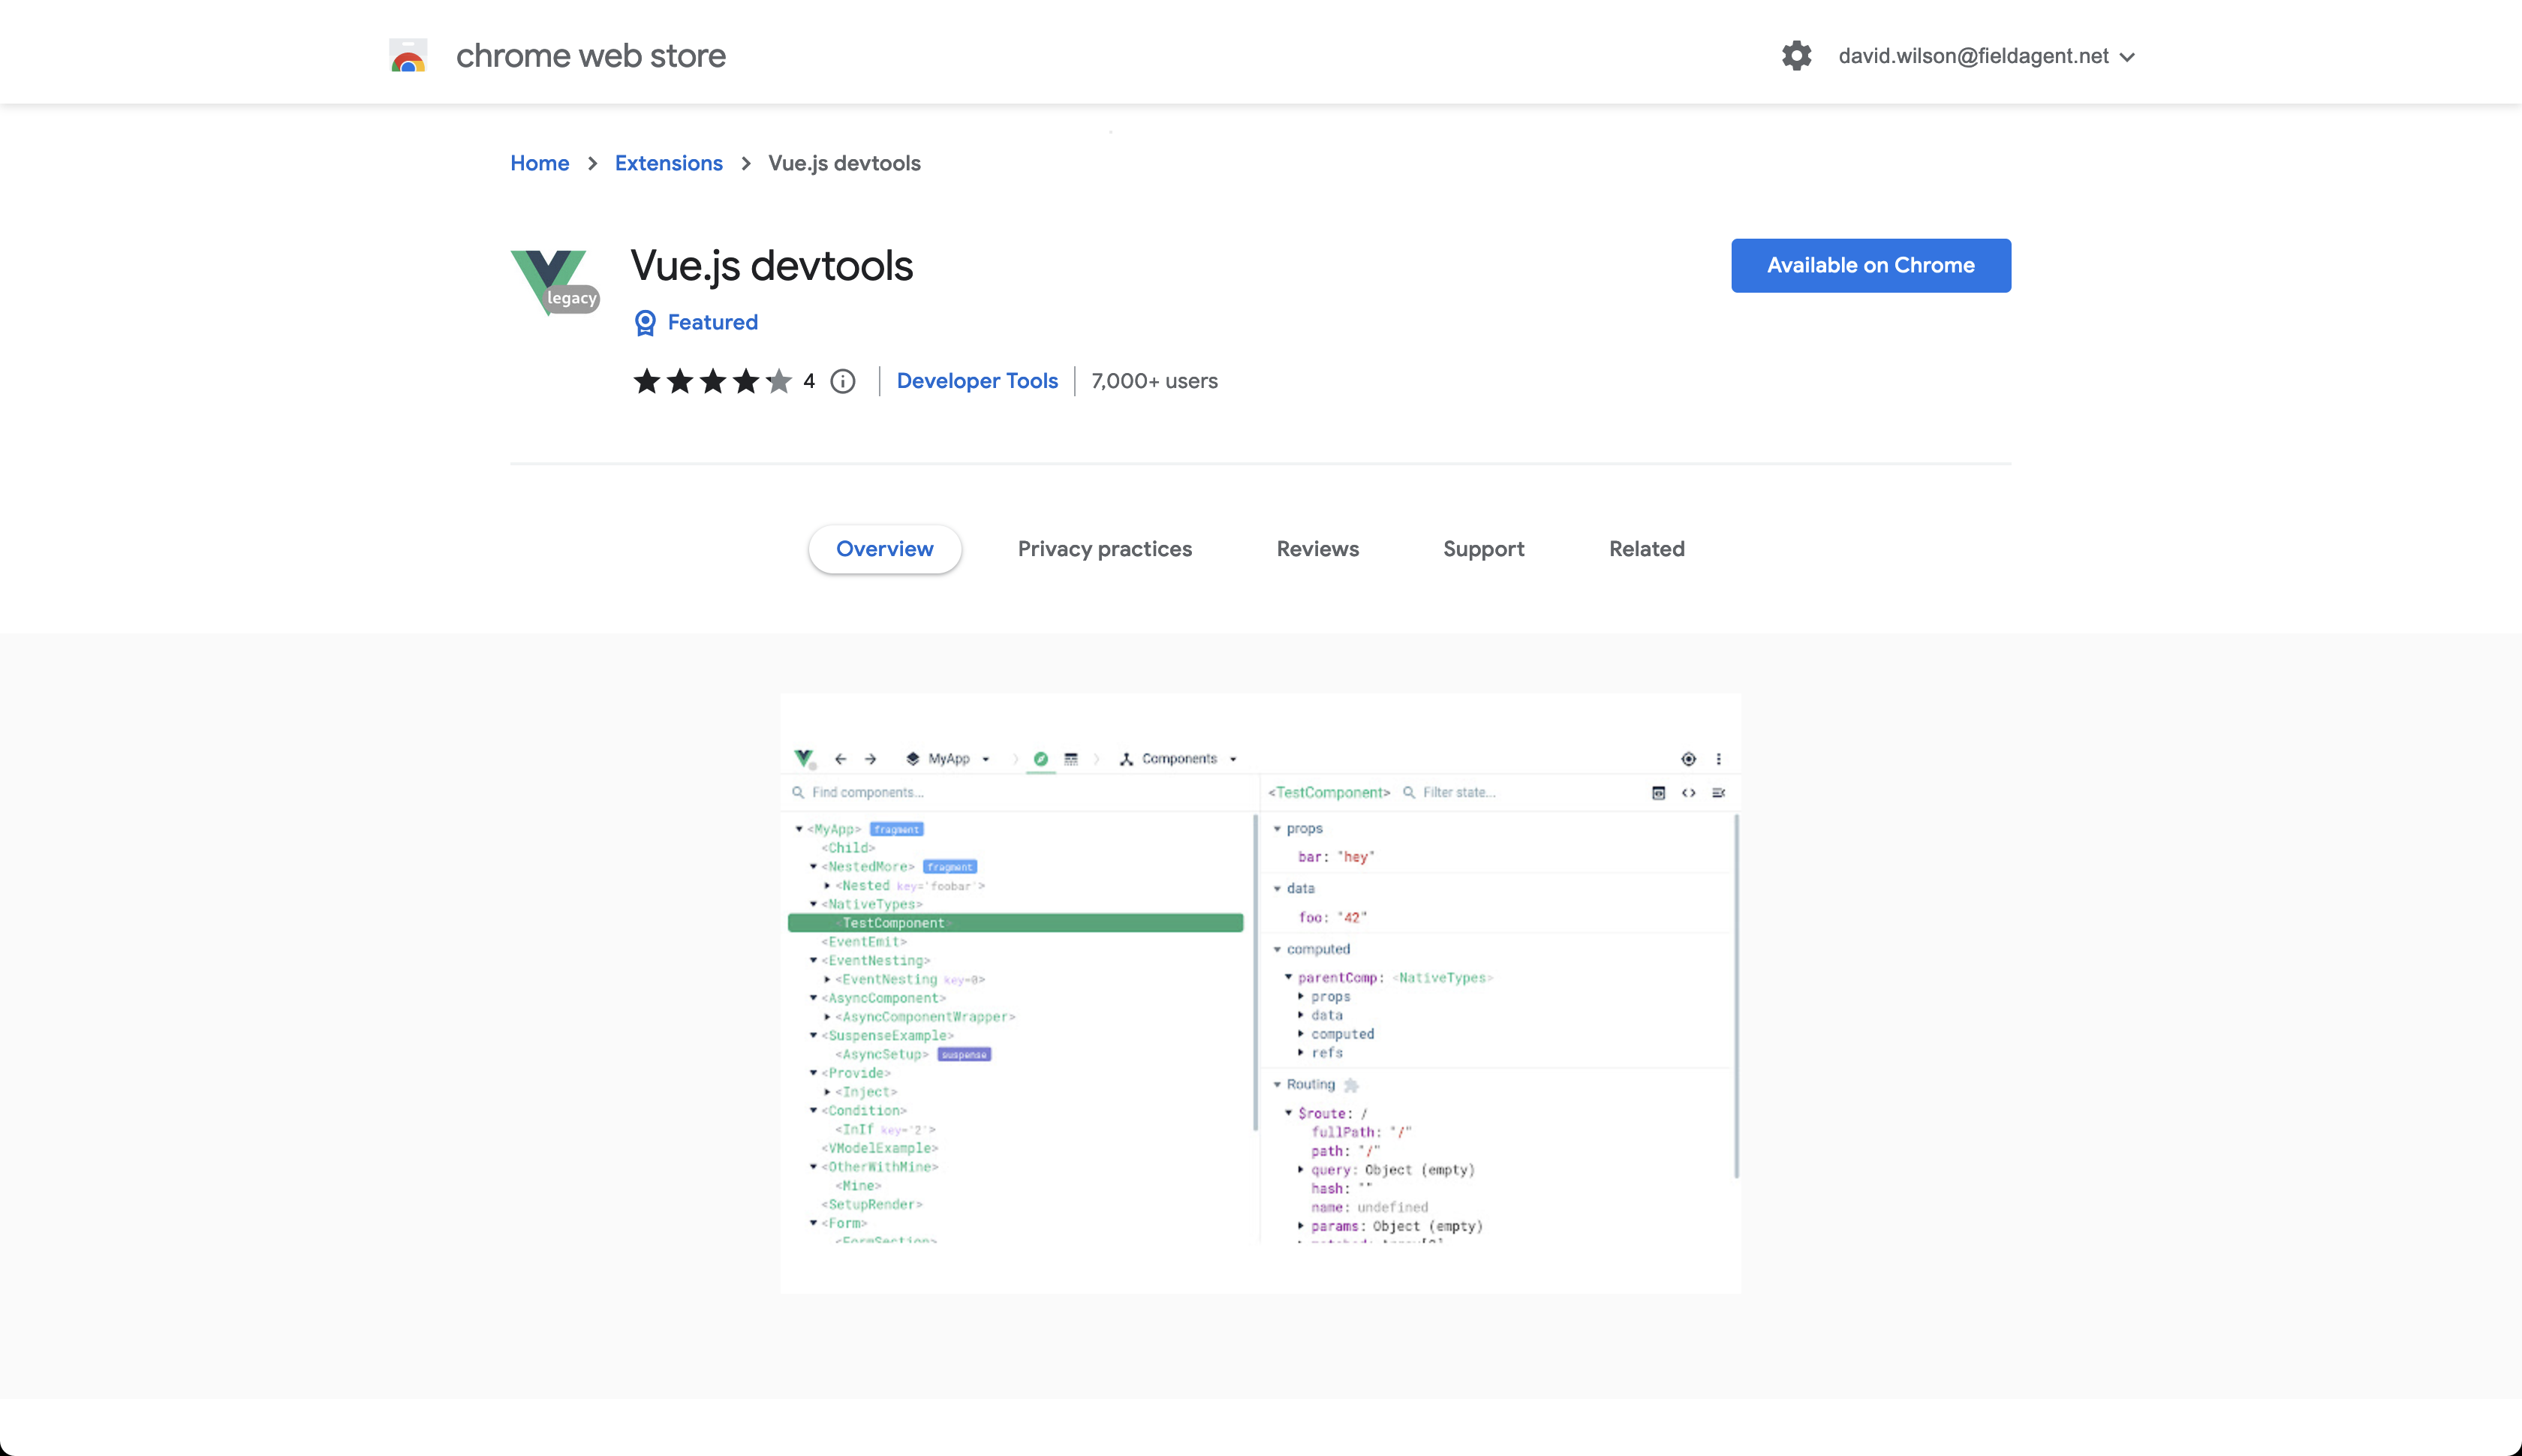 chrome web store
david.wilson@fieldagent.net
Home > Extensions > Vue.js devtools
legacy
Vue.js devtools
Available on Chrome
Featured
4
Developer Tools
7,000+ users
Overview
Privacy practices
Reviews
Support
Related
MyApp
Components
Find components...
<MyApp> fragment
<Child>
<NestedMore> fragment
<Nested key='foobar'>
<NativeTypes>
TestComponent
<EventEmit>
<EventNesting>
<EventNesting key=0>
<AsyncComponent>
<AsyncComponentWrapper>
<SuspenseExample>
<AsyncSetup> suspense
<Provide>
<Inject>
<Condition>
<InIf key='2'>
<VModelExample>
<OtherWithMine>
<Mine>
<SetupRender>
<Form>
<FormSection>
<TestComponent> Filter state...
props
bar: "hey"
data
foo: "42"
computed
parentComp: <NativeTypes>
props
data
computed
refs
Routing
$route: /
fullPath: "/"
path: "/"
query: Object (empty)
hash: ""
name: undefined
params: Object (empty)